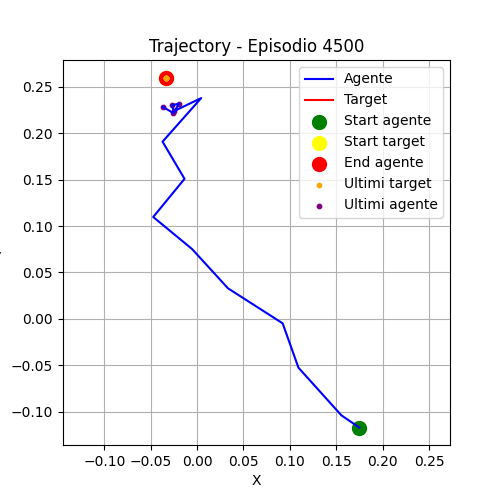 Trajectory - Episodio 4500
Agente
Target
Start agente
Start target
End agente
Ultimi target
Ultimi agente
0.25
0.20
0.15
0.10
0.05
0.00
−0.05
−0.10
−0.10 −0.05 0.00 0.05 0.10 0.15 0.20 0.25
X